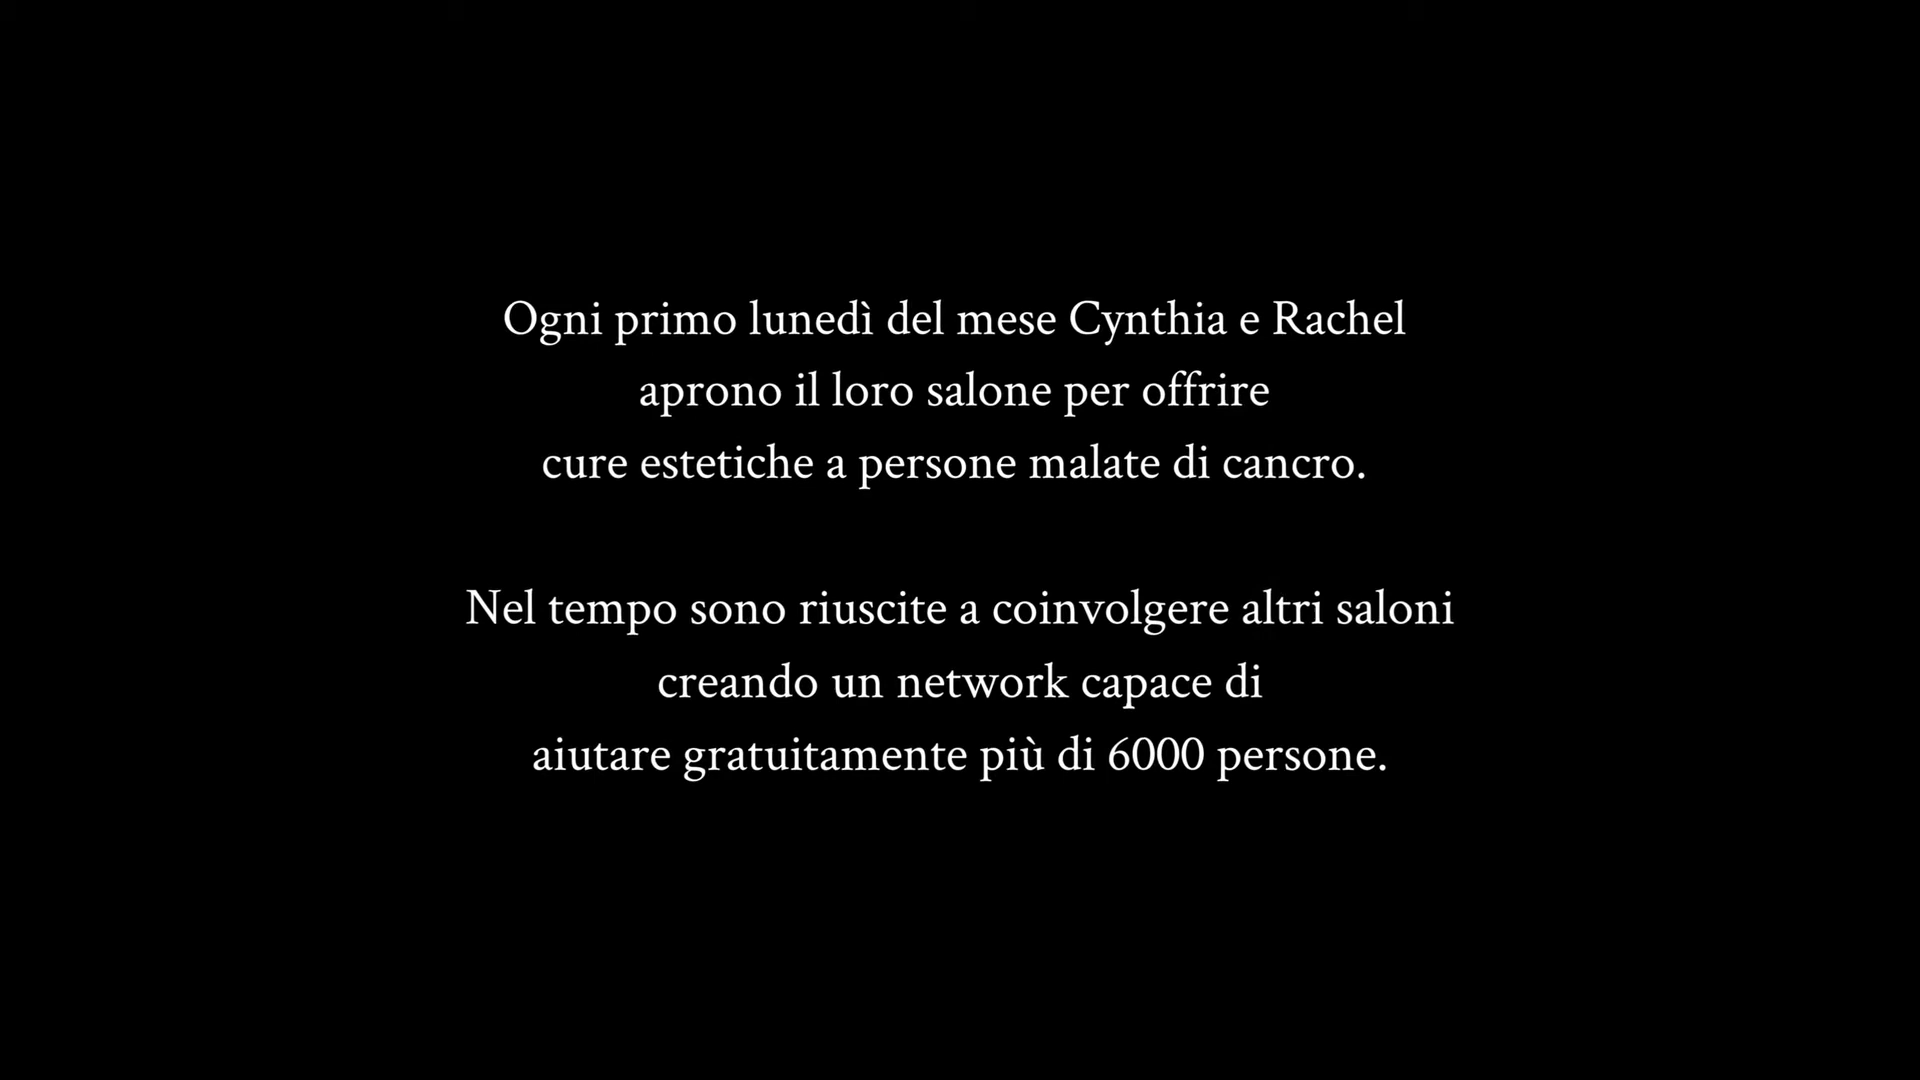 Ogni primo lunedì del mese Cynthia e Rachel
aprono il loro salone per offrire
cure estetiche a persone malate di cancro.
Nel tempo sono riuscite a coinvolgere altri saloni
creando un network capace di
aiutare gratuitamente più di 6000 persone.